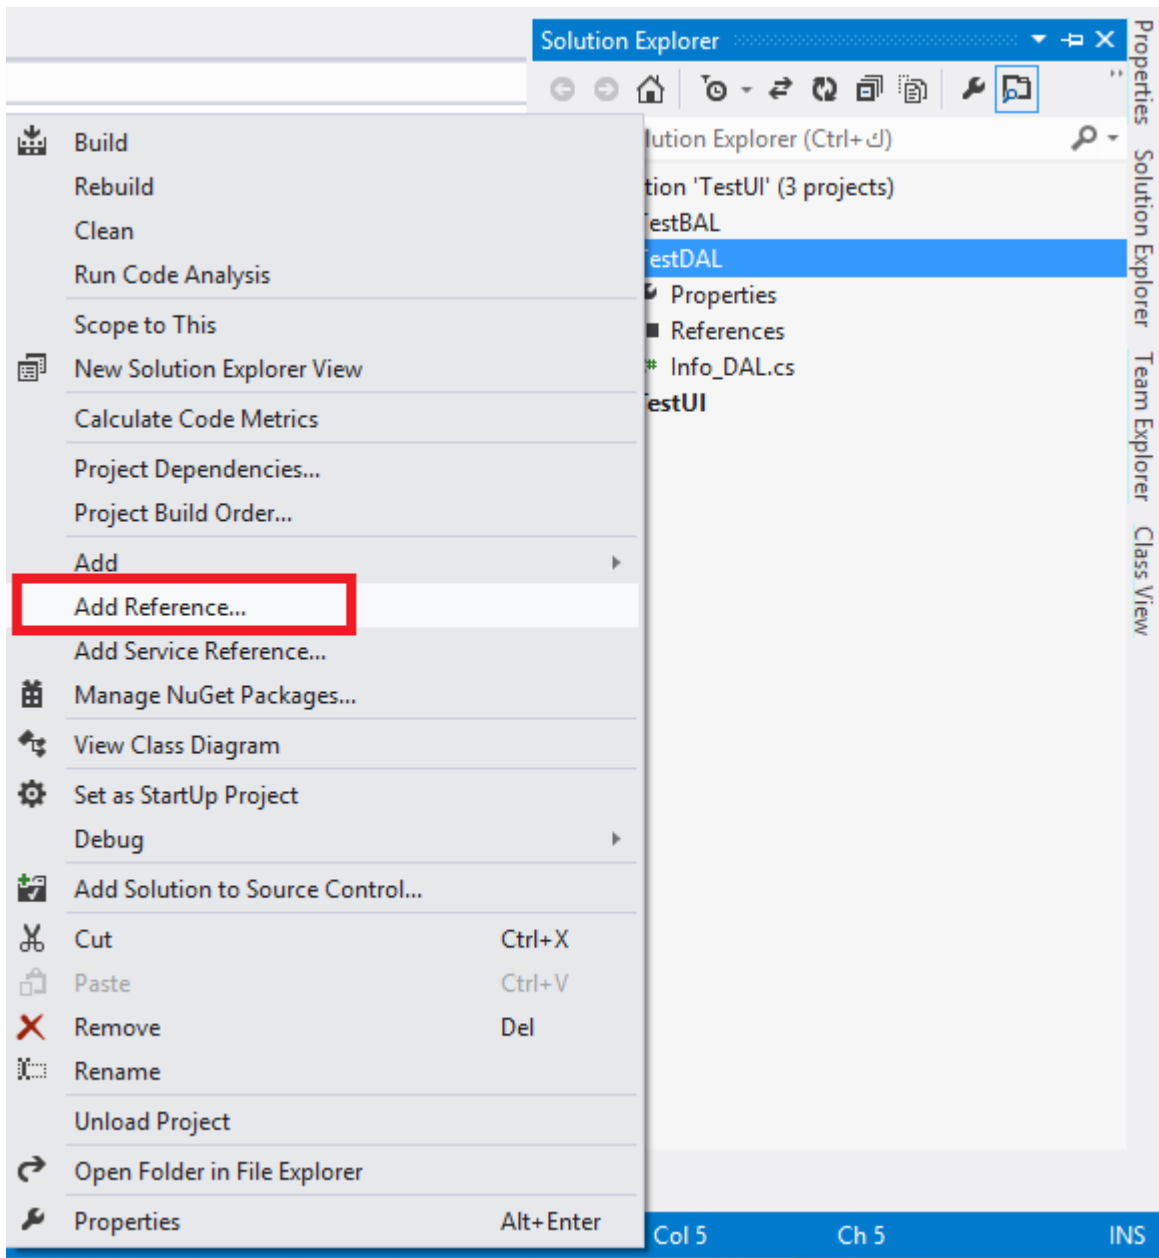 Solution Explorer
lution Explorer (Ctrl+ك)
tion 'TestUI' (3 projects)
estBAL
estDAL
Properties
References
Info_DAL.cs
estUI
Build
Rebuild
Clean
Run Code Analysis
Scope to This
New Solution Explorer View
Calculate Code Metrics
Project Dependencies...
Project Build Order...
Add
Add Reference...
Add Service Reference...
Manage NuGet Packages...
View Class Diagram
Set as StartUp Project
Debug
Add Solution to Source Control...
Cut Ctrl+X
Paste Ctrl+V
Remove Del
Rename
Unload Project
Open Folder in File Explorer
Properties Alt+Enter
Properties
Solution Explorer
Team Explorer
Class View
Col 5 Ch 5 INS